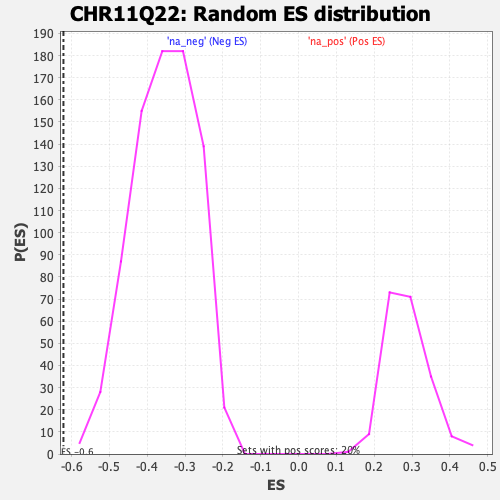 CHR11Q22: Random ES distribution
190
180
170
160
150
140
130
120
110
100
90
80
70
60
50
40
30
20
10
0
P(ES)
'na_neg' (Neg ES)
'na_pos' (Pos ES)
ES -0.6
Sets with pos scores: 20%
-0.6 -0.5 -0.4 -0.3 -0.2 -0.1 0.0 0.1 0.2 0.3 0.4 0.5
ES